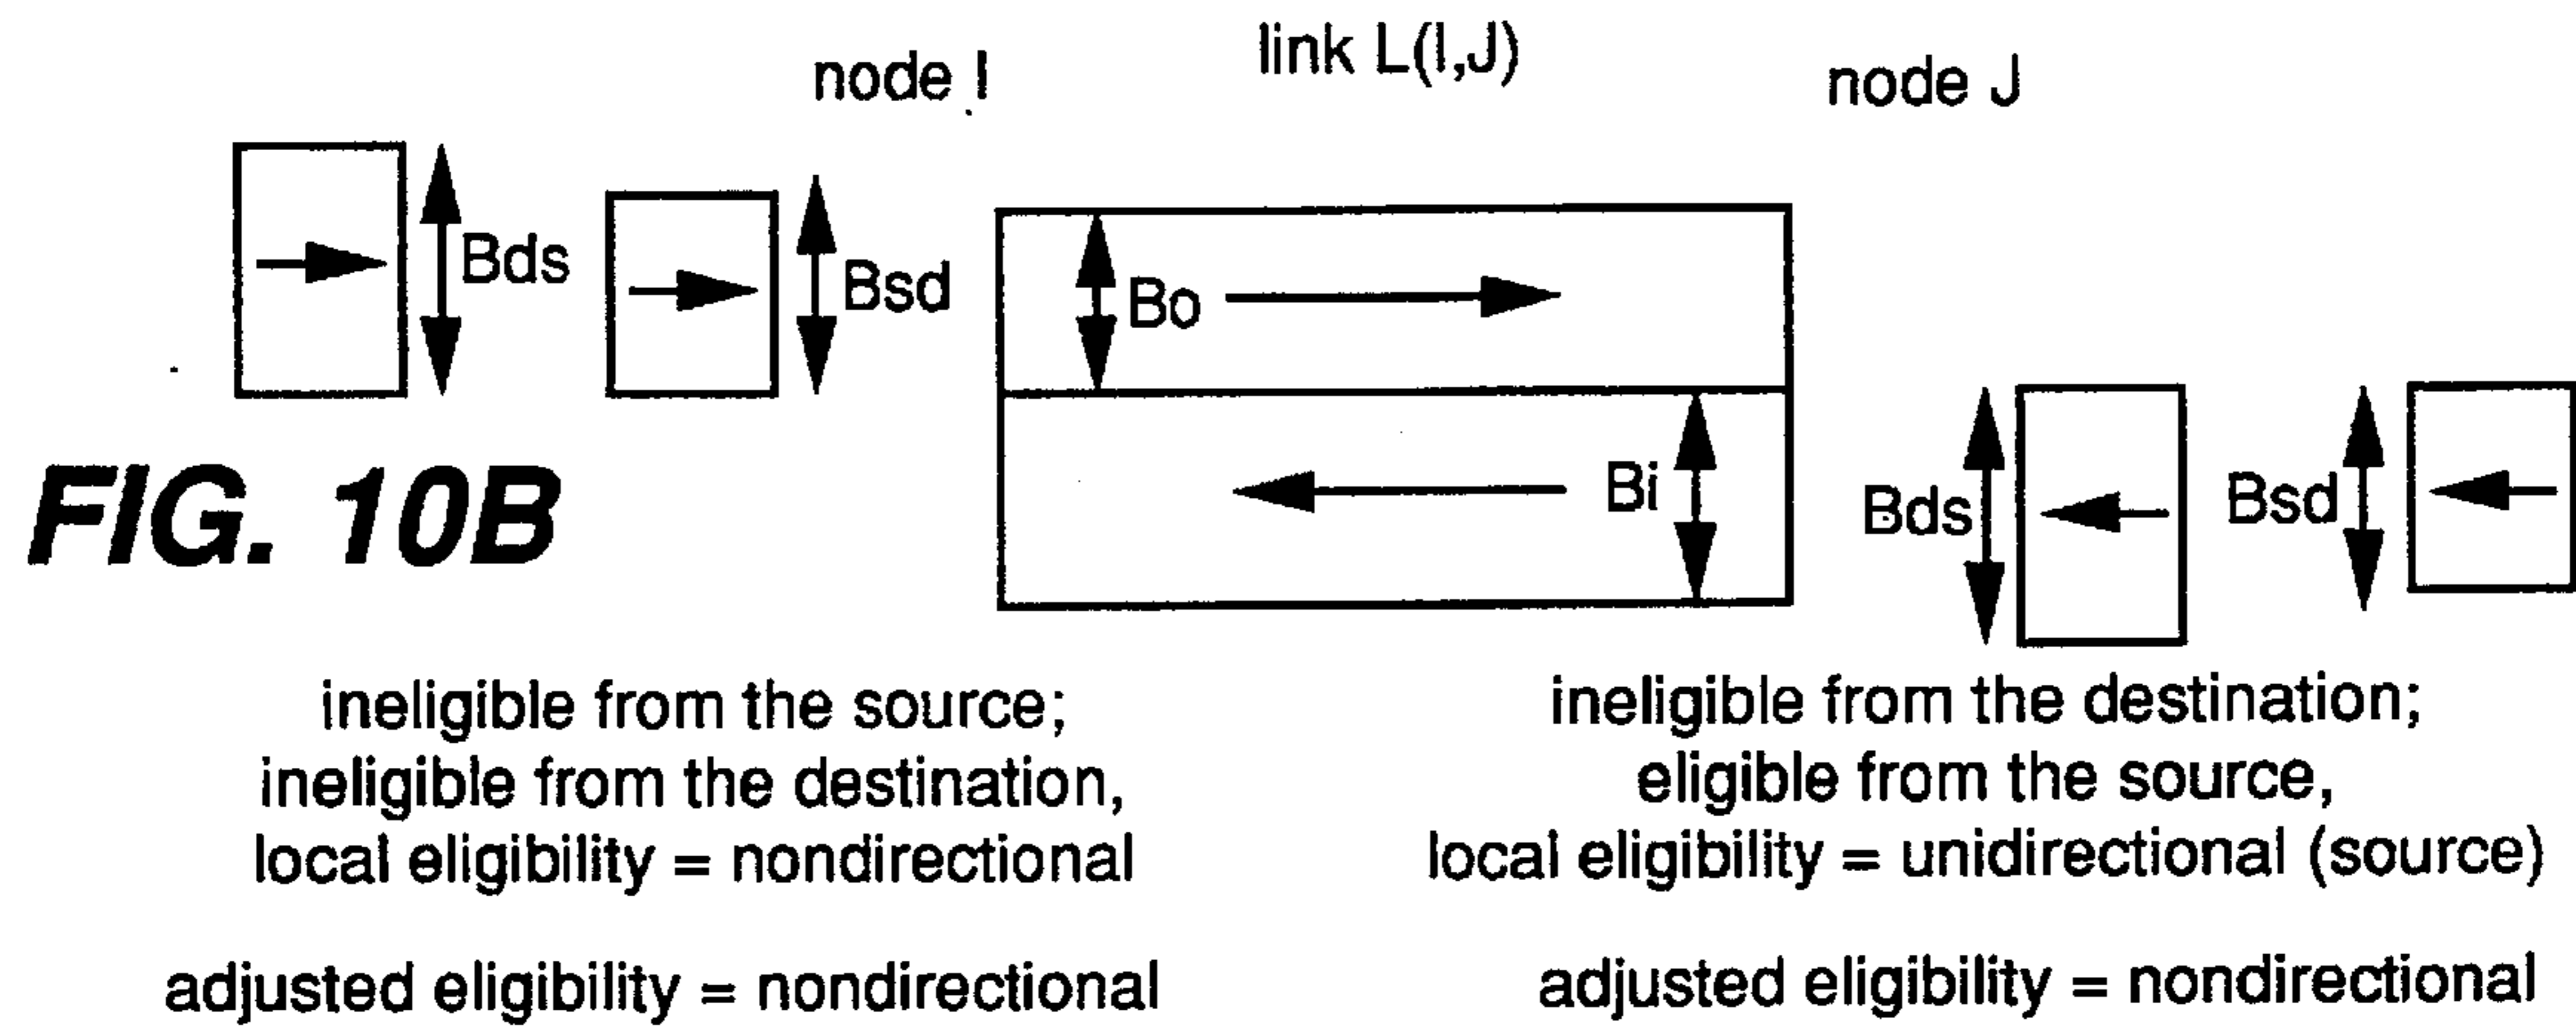 link L(I,J)
node I
node J
Bds
Bsd
Bo
Bi
Bds
Bsd
FIG. 10B
ineligible from the source;
ineligible from the destination,
local eligibility = nondirectional
adjusted eligibility = nondirectional
ineligible from the destination;
eligible from the source,
local eligibility = unidirectional (source)
adjusted eligibility = nondirectional